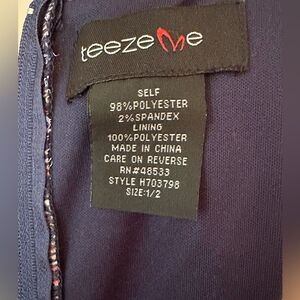 teeze me
SELF
98%POLYESTER
2%SPANDEX
LINING
100%POLYESTER
MADE IN CHINA
CARE ON REVERSE
RN#48533
STYLE H703798
SIZE:1/2